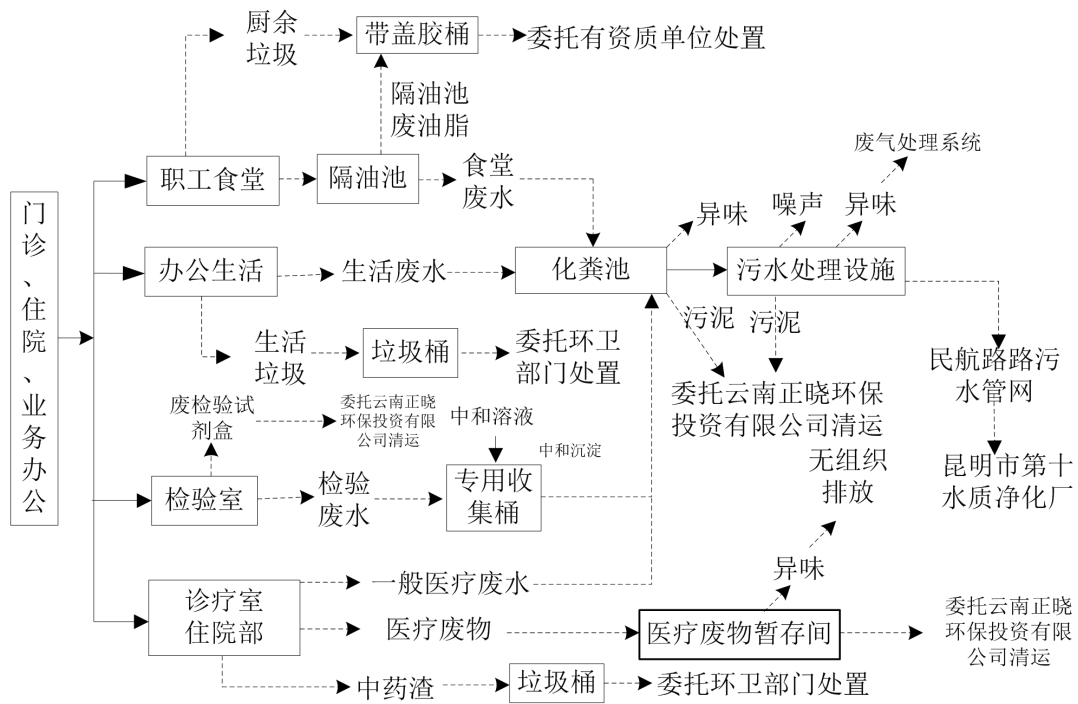 厨余
垃圾
带盖胶桶
委托有资质单位处置
隔油池
废油脂
废气处理系统
职工食堂
隔油池
食堂
废水
异味
噪声
异味
门诊、住院、业务办公
办公生活
生活废水
化粪池
污水处理设施
污泥
污泥
生活
垃圾
垃圾桶
委托环卫
部门处置
民航路路污
水管网
委托云南正晓环保
投资有限公司清运
废检验试
剂盒
委托云南正晓
环保投资有限
公司清运
中和溶液
中和沉淀
无组织
排放
昆明市第十
水质净化厂
检验室
检验
废水
专用收
集桶
异味
诊疗室
住院部
一般医疗废水
医疗废物
医疗废物暂存间
委托云南正晓
环保投资有限
公司清运
中药渣
垃圾桶
委托环卫部门处置